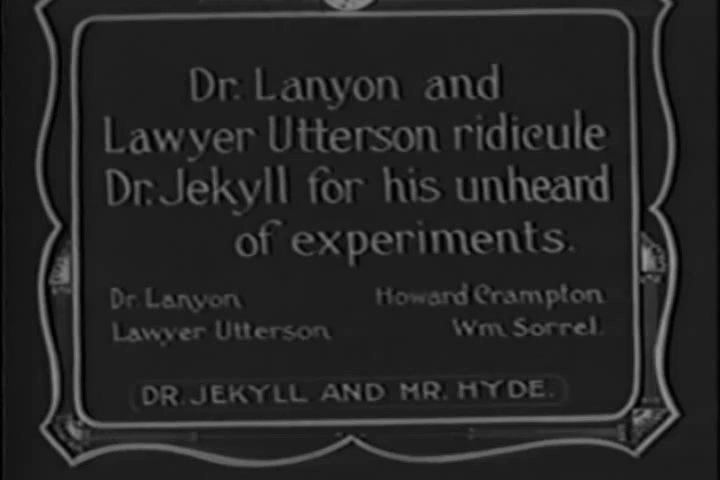 Dr. Lanyon and
Lawyer Utterson ridicule
Dr. Jekyll for his unheard
of experiments.
Dr. Lanyon Howard Crampton
Lawyer Utterson Wm. Sorrel.
DR. JEKYLL AND MR. HYDE.